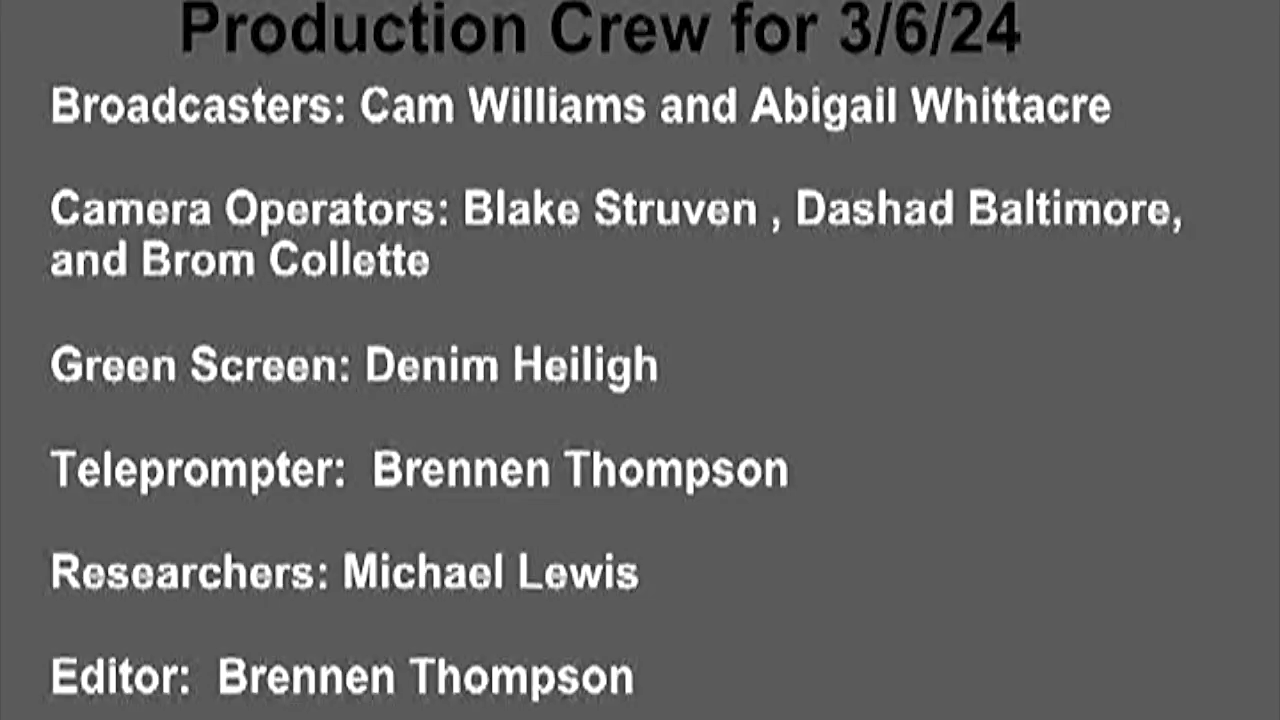 Production Crew for 3/6/24
Broadcasters: Cam Williams and Abigail Whittacre
Camera Operators: Blake Struven , Dashad Baltimore,
and Brom Collette
Green Screen: Denim Heiligh
Teleprompter:  Brennen Thompson
Researchers: Michael Lewis
Editor:  Brennen Thompson